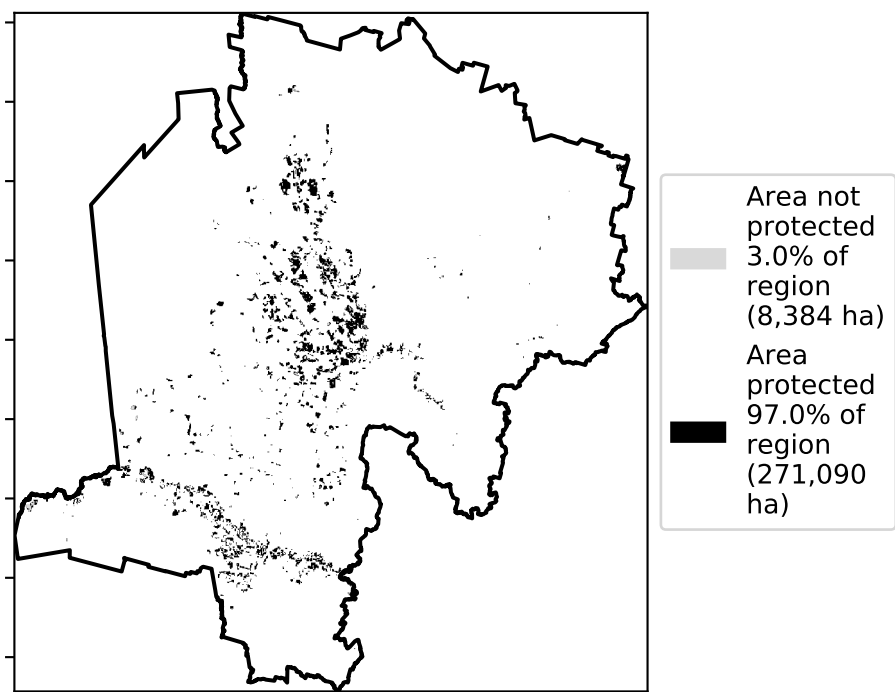 Area not
protected
3.0% of
region
(8,384 ha)
Area
protected
97.0% of
region
(271,090
ha)